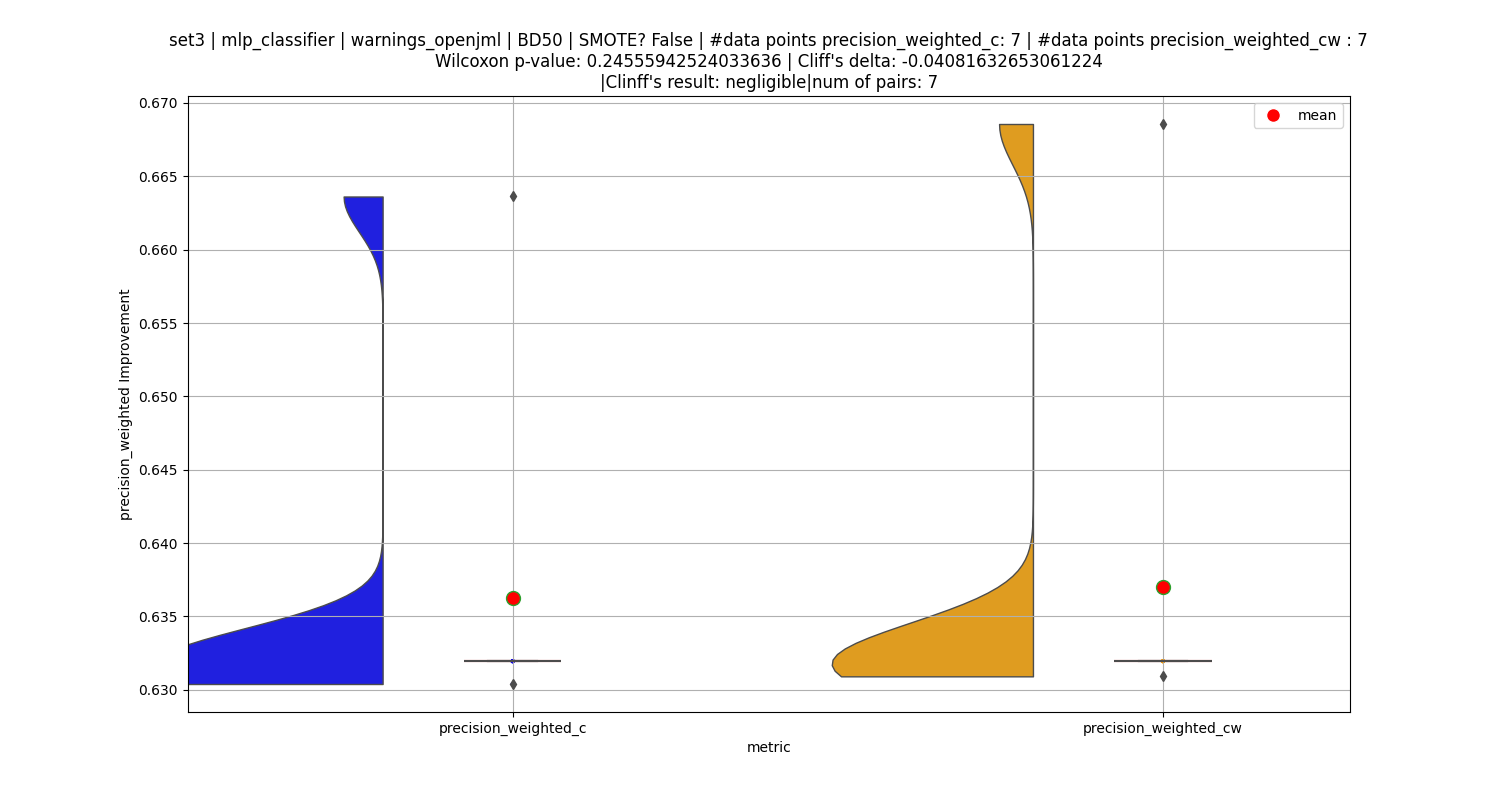 set3 | mlp_classifier | warnings_openjml | BD50 | SMOTE? False | #data points precision_weighted_c: 7 | #data points precision_weighted_cw : 7
Wilcoxon p-value: 0.24555942524033636 | Cliff's delta: -0.04081632653061224
|Clinff's result: negligible|num of pairs: 7
mean
0.670
0.665
0.660
0.655
0.650
0.645
0.640
0.635
0.630
precision_weighted Improvement
precision_weighted_c
precision_weighted_cw
metric